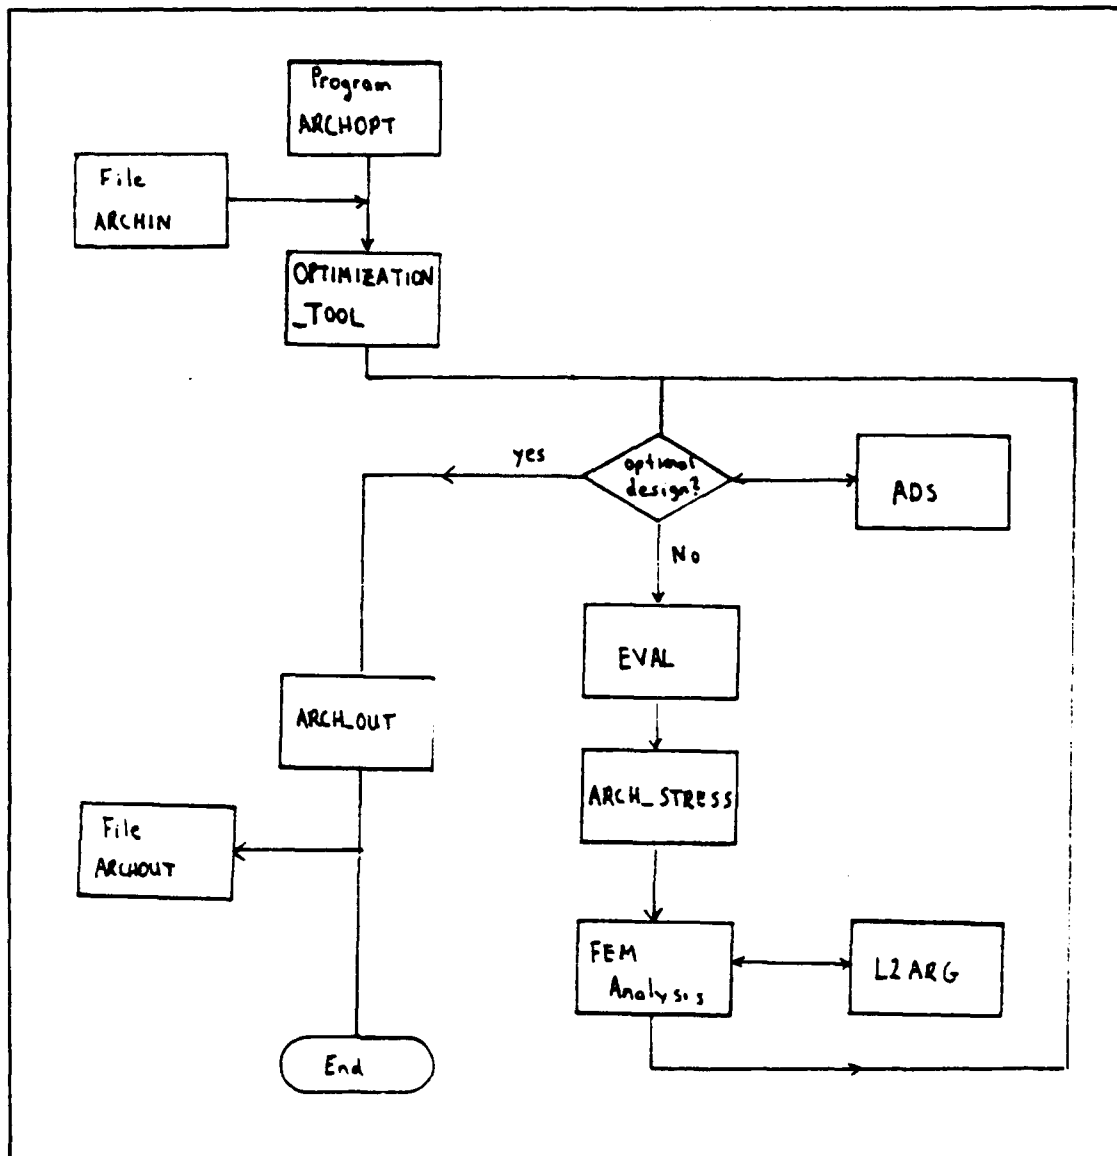 Program
ARCHOPT
File
ARCHIN
OPTIMIZATION
_TOOL
yes
optimal
design?
ADS
No
EVAL
ARCH_OUT
ARCH_STRESS
File
ARCHOUT
FEM
Analysis
L2ARG
End